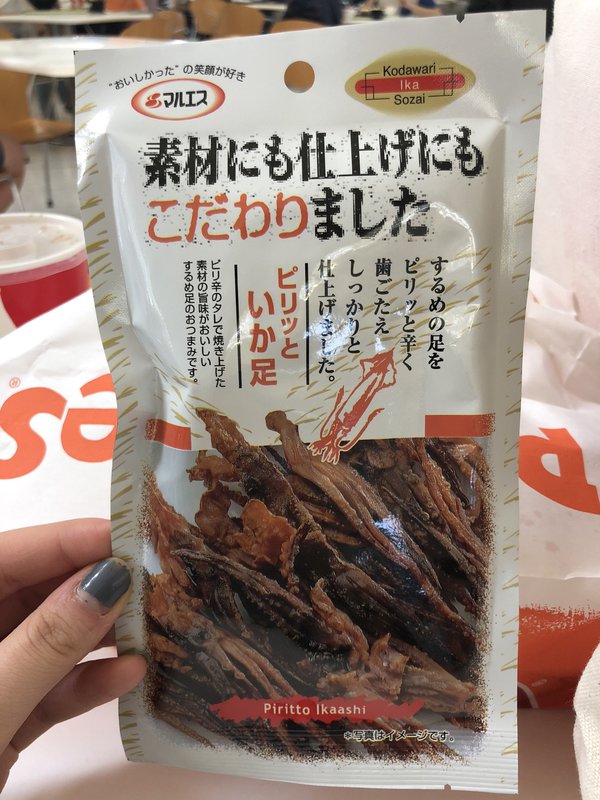 "おいしかった"の笑顔が好き
マルエス
Kodawari
Ika
Sozai
素材にも仕上げにも
こだわりました
するめの足を
ピリッと辛く
歯ごたえ
しっかりと
仕上げました。
ピリッと
いか足
ピリ辛のタレで焼き上げた
素材の旨味がおいしい
するめ足のおつまみです。
Piritto Ikaashi
*写真はイメージです。